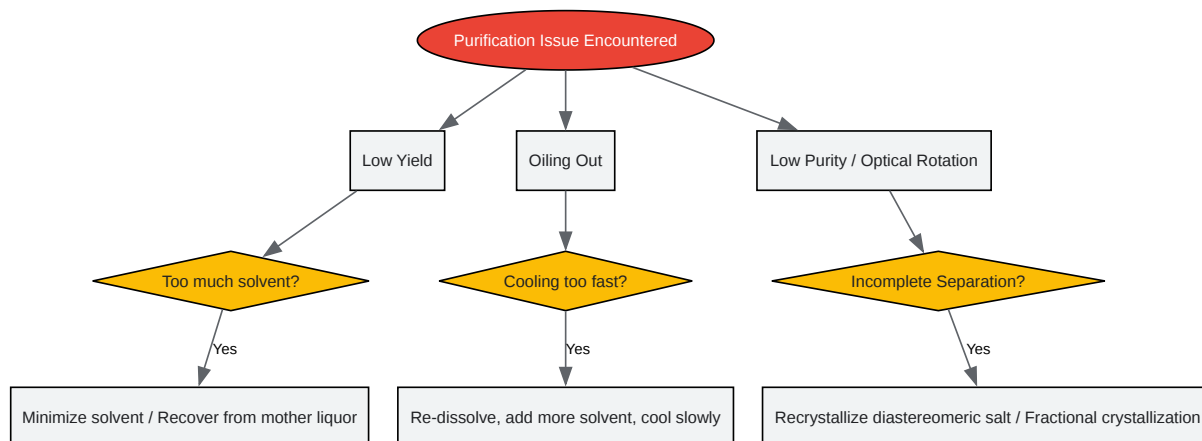 Purification Issue Encountered
Low Yield
Oiling Out
Low Purity / Optical Rotation
Too much solvent?
Cooling too fast?
Incomplete Separation?
Yes
Yes
Yes
Minimize solvent / Recover from mother liquor
Re-dissolve, add more solvent, cool slowly
Recrystallize diastereomeric salt / Fractional crystallization